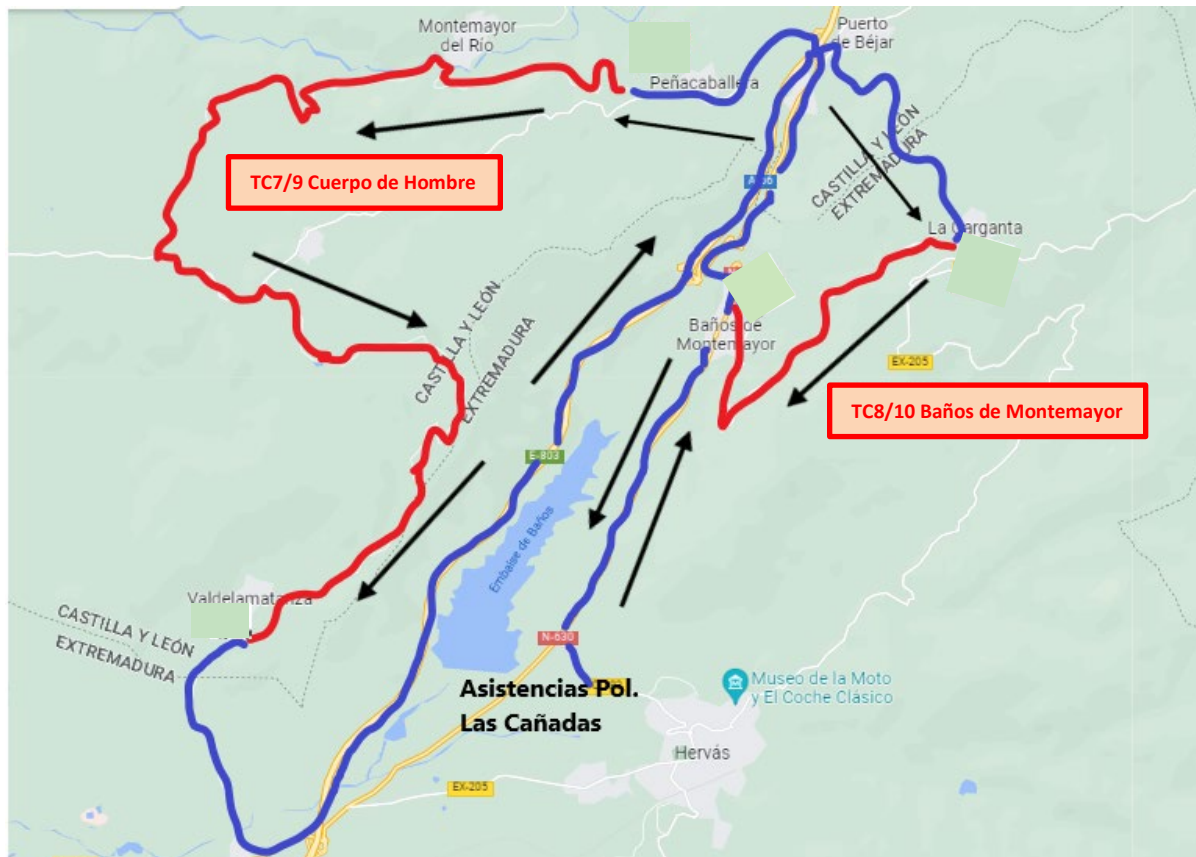 Montemayor
del Río
Puerto
de Béjar
Peñacaballera
CASTILLA Y LEÓN
EXTREMADURA
TC7/9 Cuerpo de Hombre
La Garganta
Baños de
Montemayor
CASTILLA Y LEÓN
EXTREMADURA
EX-205
TC8/10 Baños de Montemayor
E-803
Embalse de Baños
Valdelamatanza
CASTILLA Y LEÓN
EXTREMADURA
N-630
Asistencias Pol.
Las Cañadas
Museo de la Moto
y El Coche Clásico
Hervás
EX-205